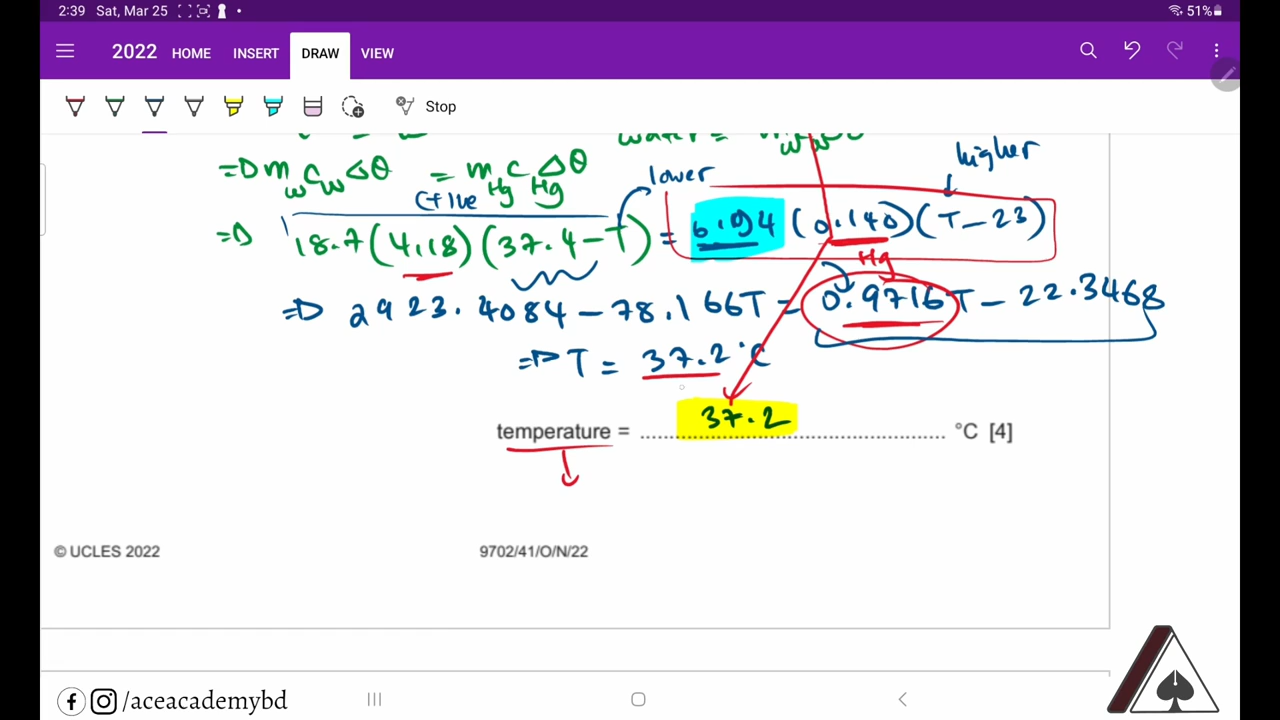 2:39 Sat, Mar 25 51%
2022 HOME INSERT DRAW VIEW
Stop
water =
higher
=> m_w c_w Δθ = m_Hg c_Hg Δθ
lower
(+)ve
=> 18.7(4.18)(37.4-T) = 6.94(0.140)(T-23)
Hg
=> 2923.4084 - 78.166T = 0.9716T - 22.3468
=> T = 37.2°C
37.2
temperature = ........................................................ °C [4]
© UCLES 2022 9702/41/O/N/22
/aceacademybd